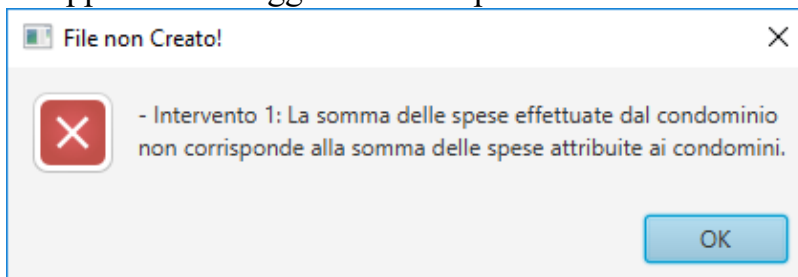 File non Creato!
- Intervento 1: La somma delle spese effettuate dal condominio
non corrisponde alla somma delle spese attribuite ai condomini.
OK